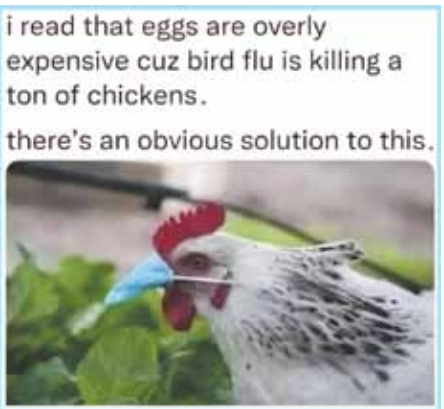 i read that eggs are overly
expensive cuz bird flu is killing a
ton of chickens.
there's an obvious solution to this.